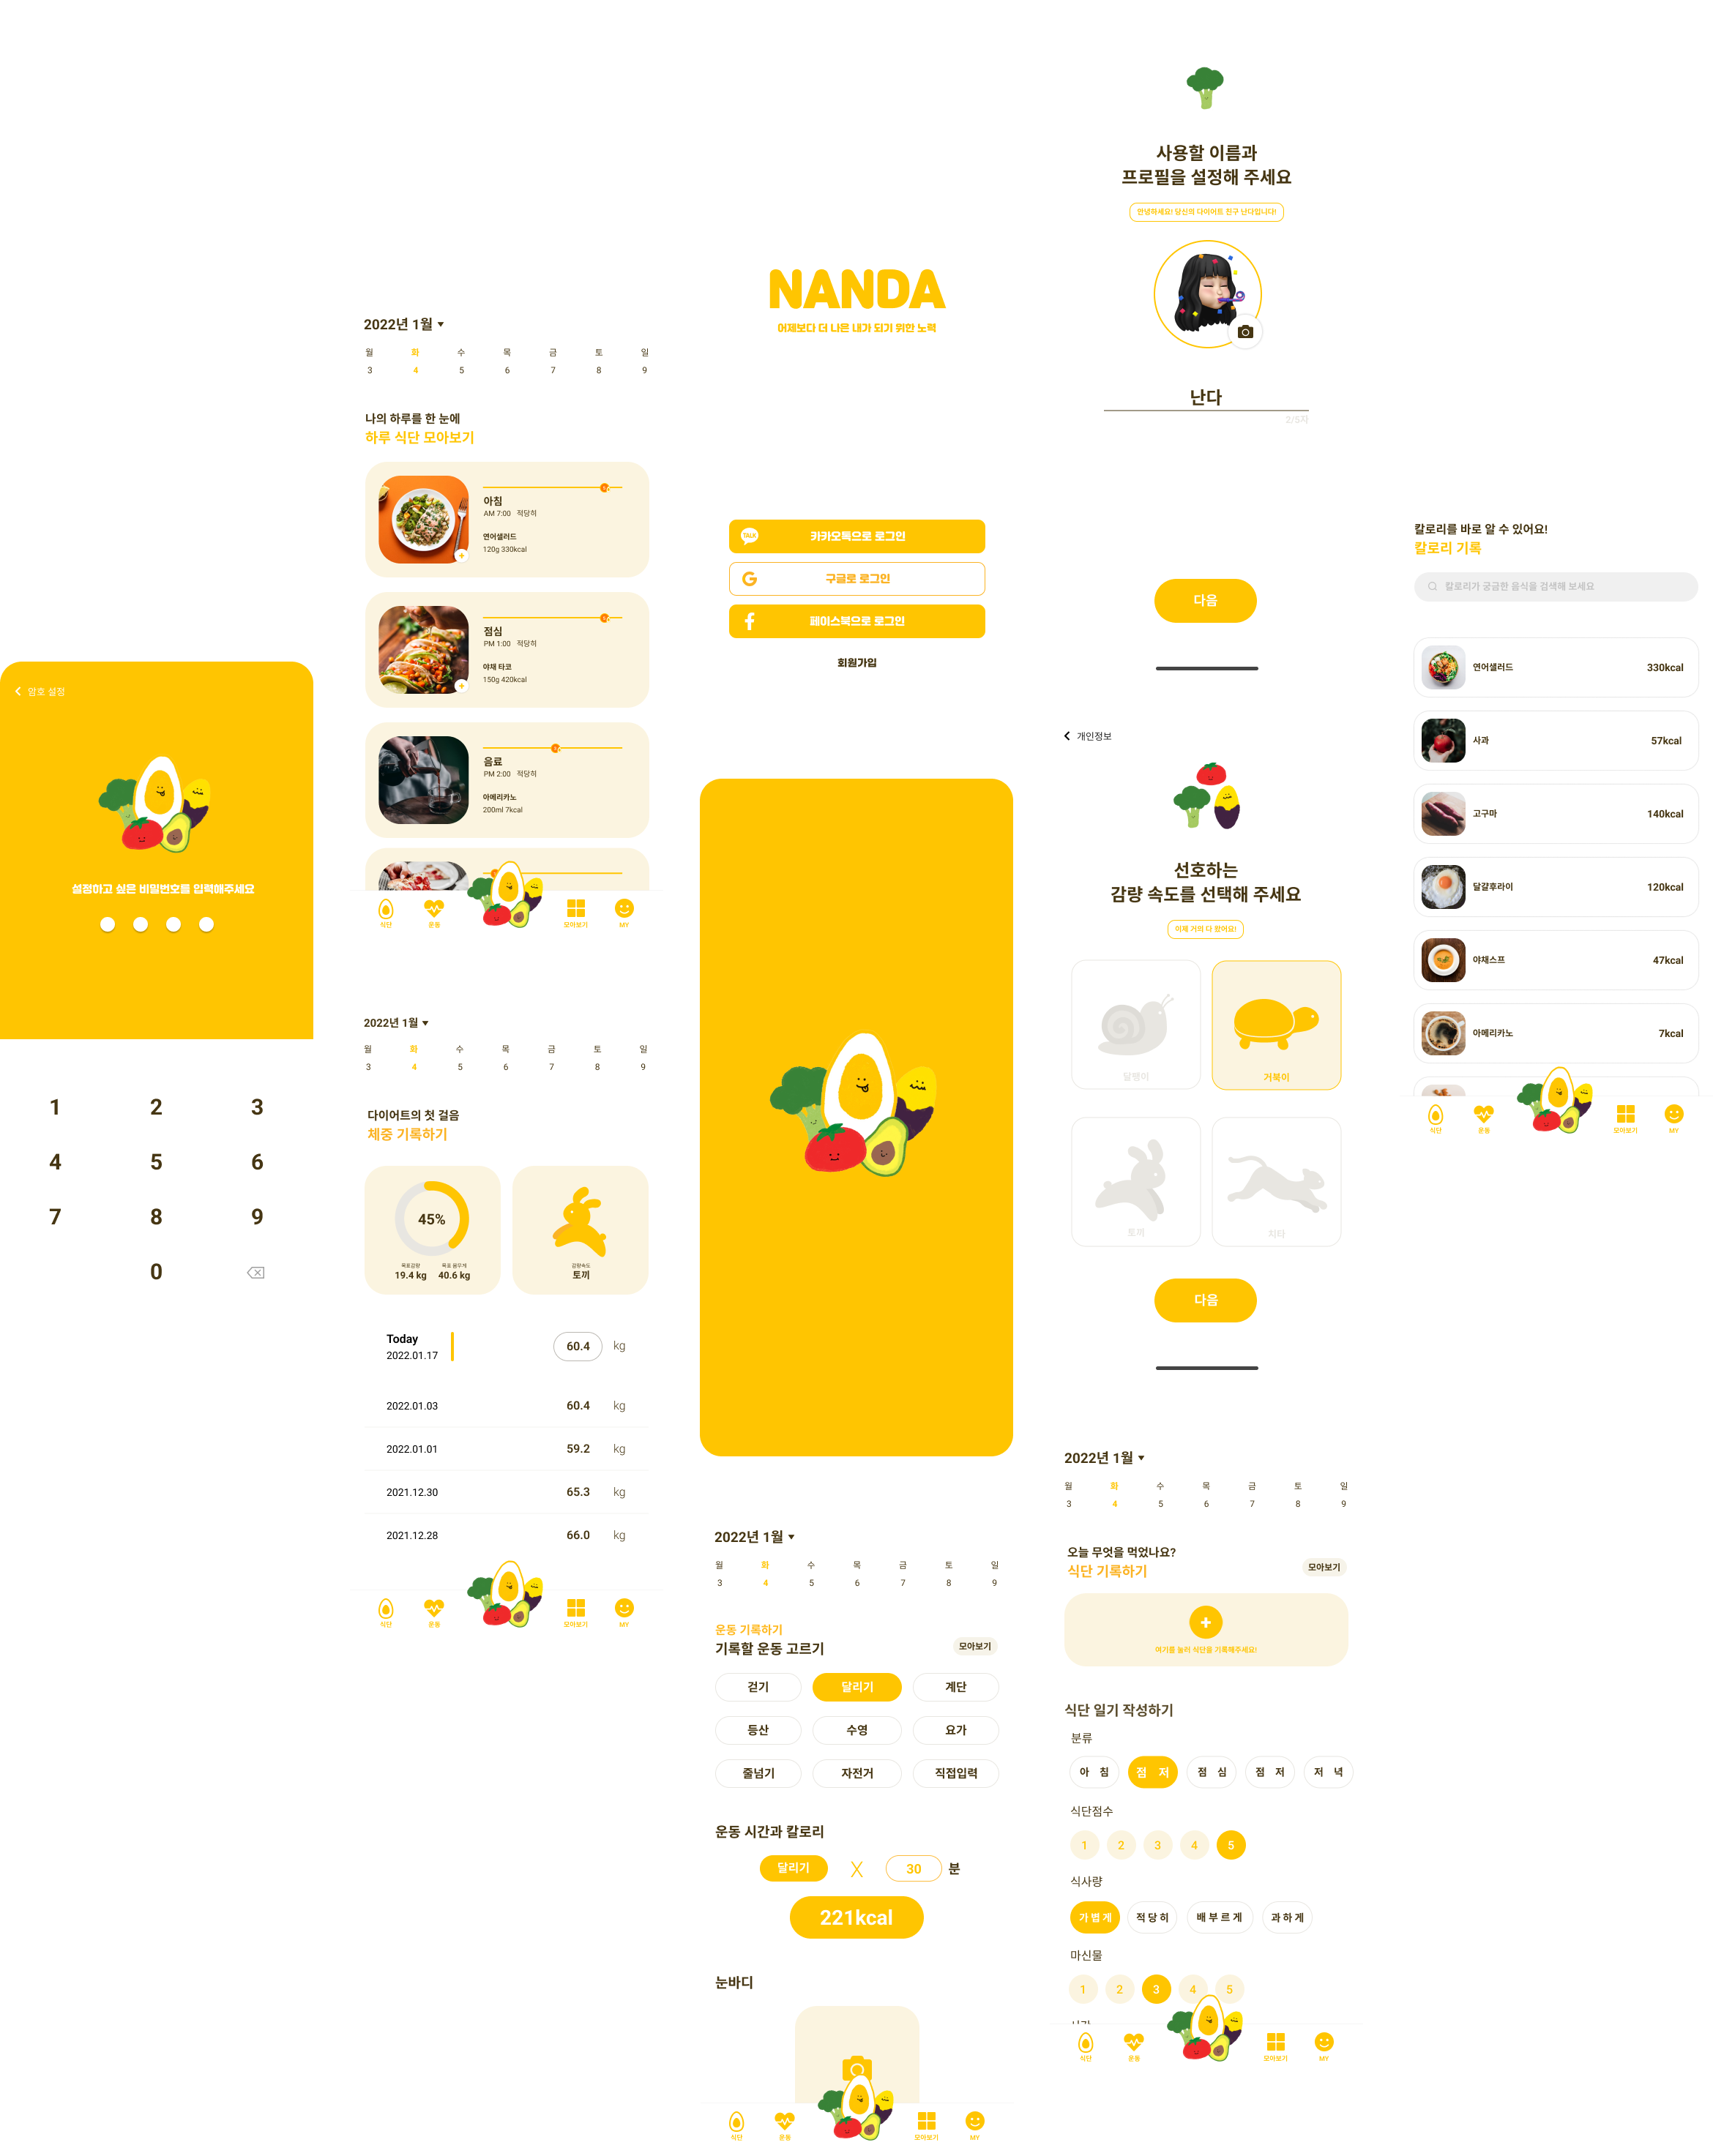 암호 설정
설정하고 싶은 비밀번호를 입력해주세요
1 2 3
4 5 6
7 8 9
0
2022년 1월
월 화 수 목 금 토 일
3 4 5 6 7 8 9
나의 하루를 한 눈에
하루 식단 모아보기
아침
AM 7:00 적당히
연어샐러드
120g 330kcal
점심
PM 1:00 적당히
야채 타코
150g 420kcal
음료
PM 2:00 적당히
아메리카노
200ml 7kcal
식단 운동 모아보기 MY
2022년 1월
월 화 수 목 금 토 일
3 4 5 6 7 8 9
다이어트의 첫 걸음
체중 기록하기
45%
목표감량 목표 몸무게
19.4 kg 40.6 kg
감량속도
토끼
Today
2022.01.17 60.4 kg
2022.01.03 60.4 kg
2022.01.01 59.2 kg
2021.12.30 65.3 kg
2021.12.28 66.0 kg
식단 운동 모아보기 MY
NANDA
어제보다 더 나은 내가 되기 위한 노력
TALK 카카오톡으로 로그인
G 구글로 로그인
f 페이스북으로 로그인
회원가입
2022년 1월
월 화 수 목 금 토 일
3 4 5 6 7 8 9
운동 기록하기
기록할 운동 고르기 모아보기
걷기 달리기 계단
등산 수영 요가
줄넘기 자전거 직접입력
운동 시간과 칼로리
달리기 X 30 분
221kcal
눈바디
식단 운동 모아보기 MY
사용할 이름과
프로필을 설정해 주세요
안녕하세요! 당신의 다이어트 친구 난다입니다!
난다
2/5자
다음
개인정보
선호하는
감량 속도를 선택해 주세요
이제 거의 다 왔어요!
달팽이 거북이
토끼 치타
다음
2022년 1월
월 화 수 목 금 토 일
3 4 5 6 7 8 9
오늘 무엇을 먹었나요?
식단 기록하기 모아보기
여기를 눌러 식단을 기록해주세요!
식단 일기 작성하기
분류
아 침 점 저 점 심 점 저 저 녁
식단점수
1 2 3 4 5
식사량
가볍게 적당히 배부르게 과하게
마신물
1 2 3 4 5
식단 운동 모아보기 MY
칼로리를 바로 알 수 있어요!
칼로리 기록
칼로리가 궁금한 음식을 검색해 보세요
연어샐러드 330kcal
사과 57kcal
고구마 140kcal
달걀후라이 120kcal
야채스프 47kcal
아메리카노 7kcal
식단 운동 모아보기 MY